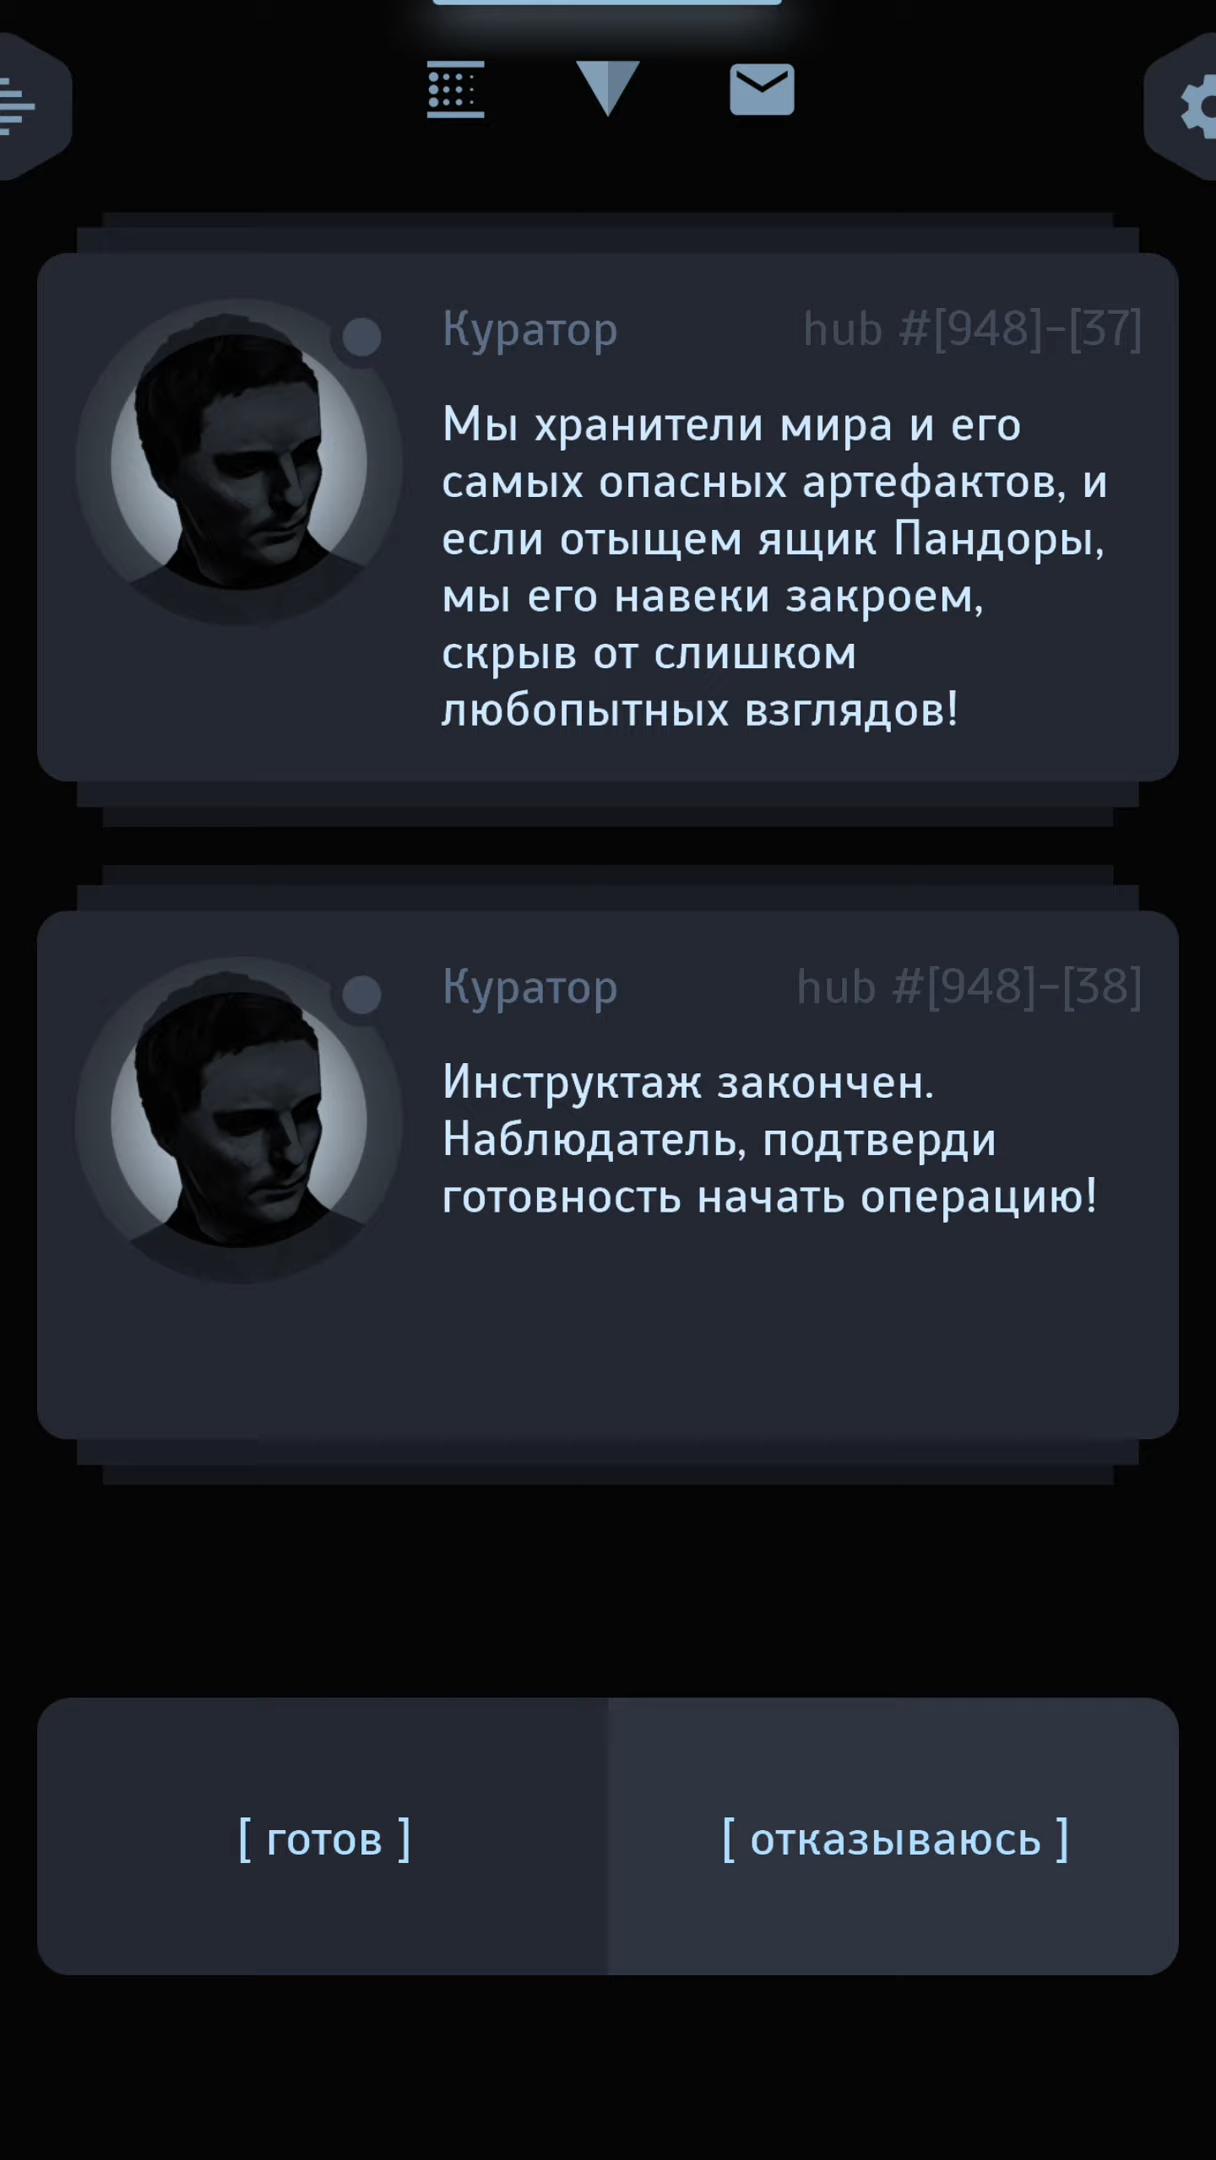 Куратор hub #[948]-[37]
Мы хранители мира и его
самых опасных артефактов, и
если отыщем ящик Пандоры,
мы его навеки закроем,
скрыв от слишком
любопытных взглядов!
Куратор hub #[948]-[38]
Инструктаж закончен.
Наблюдатель, подтверди
готовность начать операцию!
[ готов ] [ отказываюсь ]